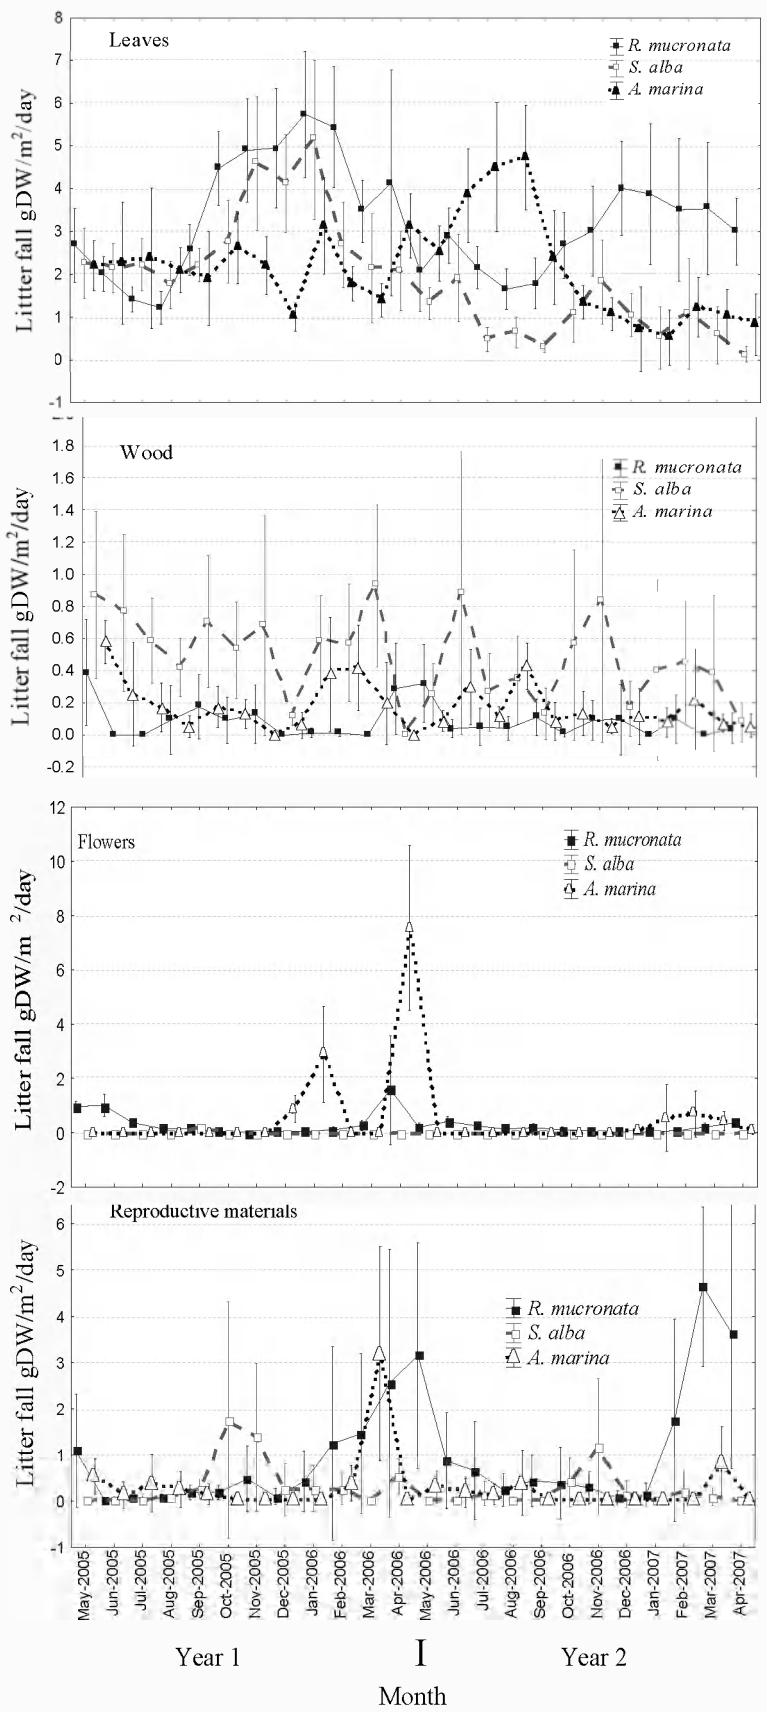 Leaves
R. mucronata
S. alba
A. marina
Littter fall gDW/m²/day
8
7
6
5
4
3
2
1
0
-1
Wood
R. mucronata
S. alba
A. marina
Litter fall gDW/m²/day
1.8
1.6
1.4
1.2
1.0
0.8
0.6
0.4
0.2
0.0
-0.2
Flowers
R. mucronata
S. alba
A. marina
Litter fall gDW/m ²/day
12
10
8
6
4
2
0
-2
Reproductive materials
R. mucronata
S. alba
A. marina
Litter fall gDW/m²/day
6
5
4
3
2
1
0
-1
May-2005
Jun-2005
Jul-2005
Aug-2005
Sep-2005
Oct-2005
Nov-2005
Dec-2005
Jan-2006
Feb-2006
Mar-2006
Apr-2006
May-2006
Jun-2006
Jul-2006
Aug-2006
Sep-2006
Oct-2006
Nov-2006
Dec-2006
Jan-2007
Feb-2007
Mar-2007
Apr-2007
Year 1 I Year 2
Month